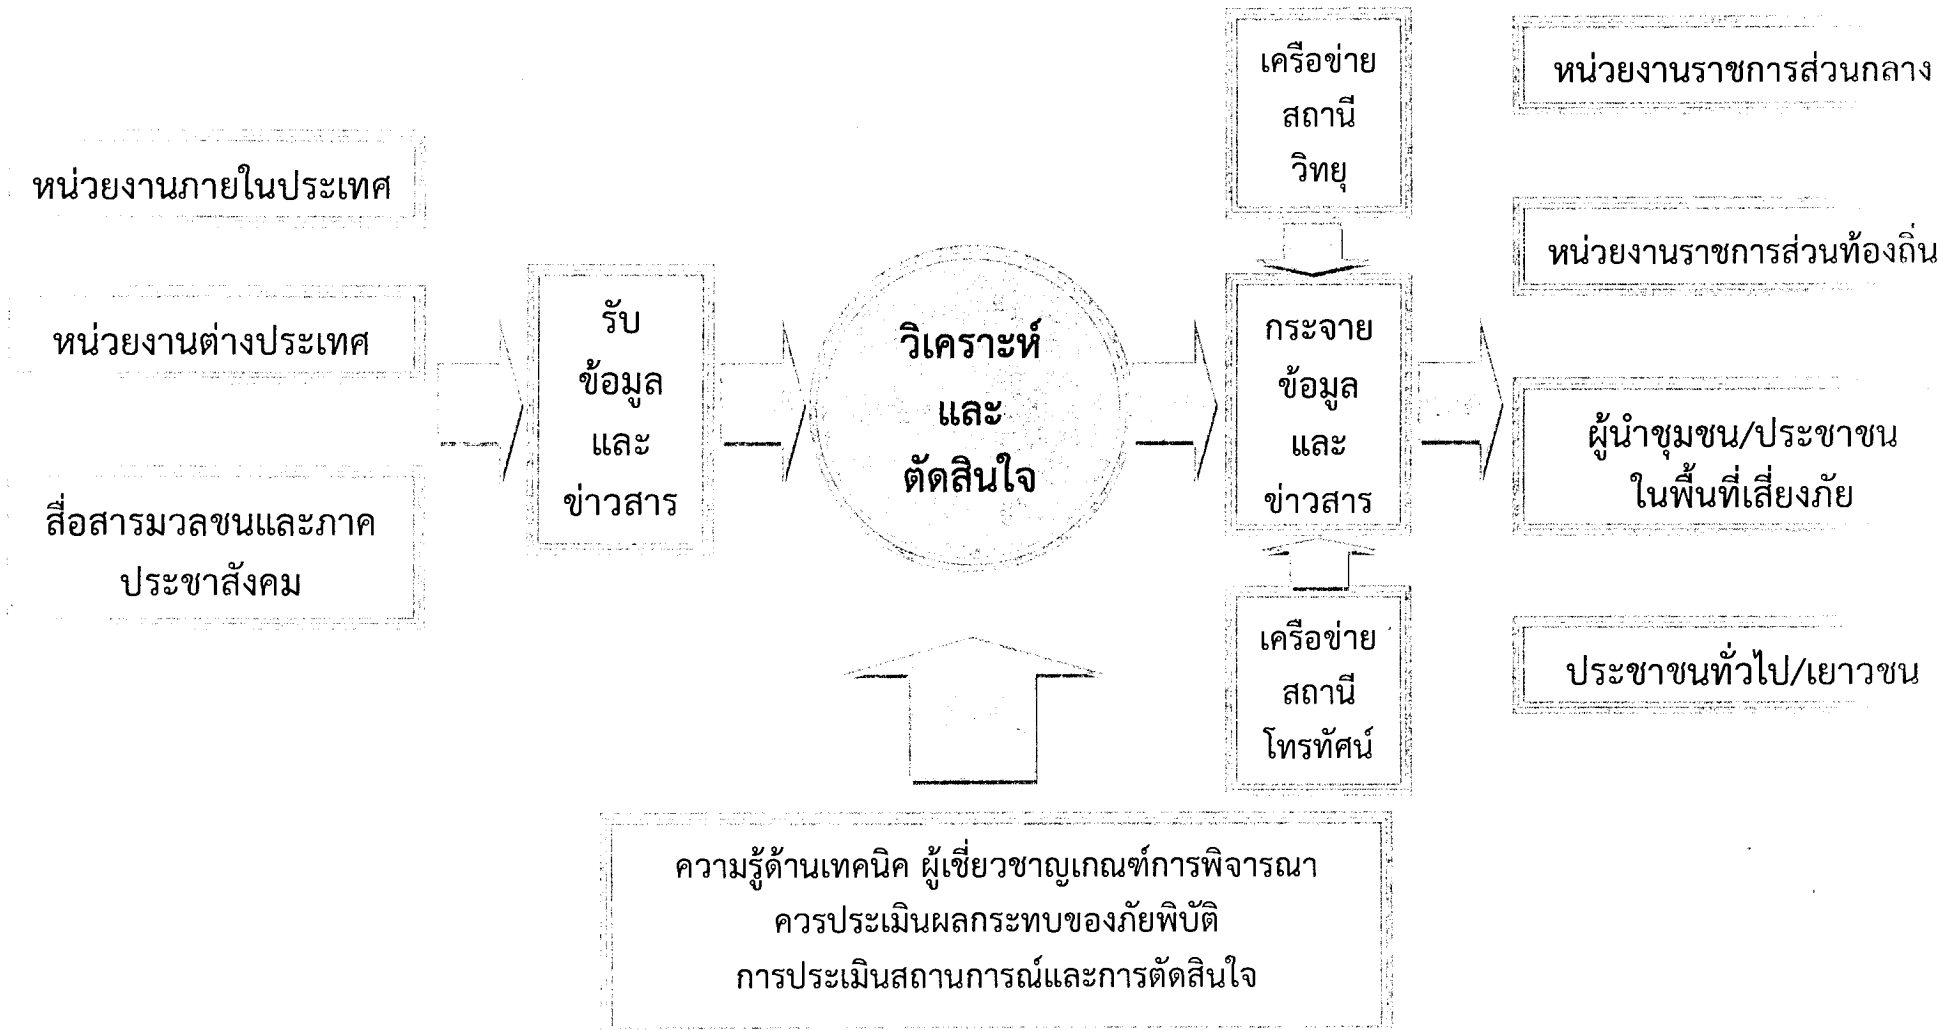 หน่วยงานภายในประเทศ
หน่วยงานต่างประเทศ
สื่อสารมวลชนและภาค
ประชาสังคม
รับ
ข้อมูล
และ
ข่าวสาร
วิเคราะห์
และ
ตัดสินใจ
ความรู้ด้านเทคนิค ผู้เชี่ยวชาญเกณฑ์การพิจารณา
ควรประเมินผลกระทบของภัยพิบัติ
การประเมินสถานการณ์และการตัดสินใจ
เครือข่าย
สถานี
วิทยุ
กระจาย
ข้อมูล
และ
ข่าวสาร
เครือข่าย
สถานี
โทรทัศน์
หน่วยงานราชการส่วนกลาง
หน่วยงานราชการส่วนท้องถิ่น
ผู้นำชุมชน/ประชาชน
ในพื้นที่เสี่ยงภัย
ประชาชนทั่วไป/เยาวชน